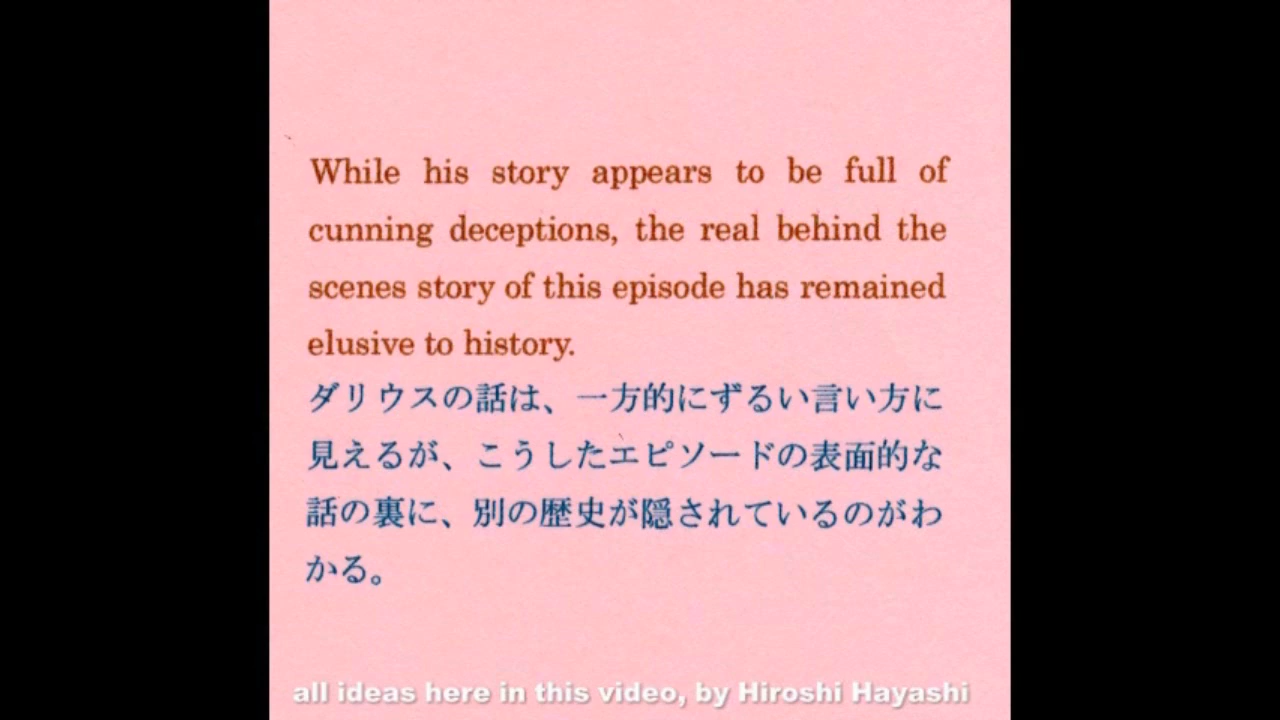 While his story appears to be full of
cunning deceptions, the real behind the
scenes story of this episode has remained
elusive to history.
ダリウスの話は、一方的にずるい言い方に
見えるが、こうしたエピソードの表面的な
話の裏に、別の歴史が隠されているのがわ
かる。
all ideas here in this video, by Hiroshi Hayashi